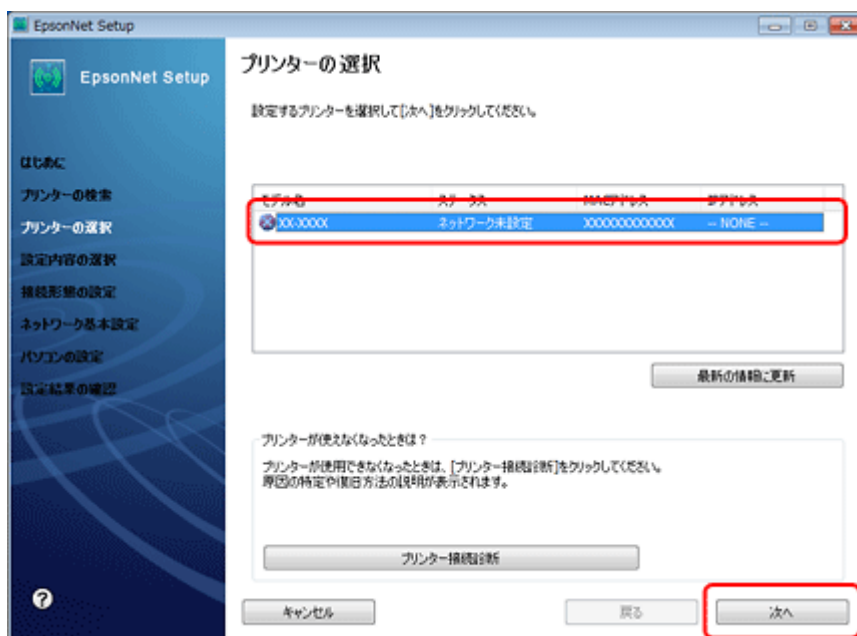 EpsonNet Setup
EpsonNet Setup
はじめに
プリンターの検索
プリンターの選択
設定内容の選択
接続形態の設定
ネットワーク基本設定
パソコンの設定
設定結果の確認
プリンターの選択
設定するプリンターを選択して[次へ]をクリックしてください。
モデル名 ステータス MACアドレス IPアドレス
XX-XXXX ネットワーク未設定 XXXXXXXXXXXX -- NONE --
最新の情報に更新
プリンターが使えなくなったときは？
プリンターが使用できなくなったときは、[プリンター接続診断]をクリックしてください。
原因の特定や復旧方法の説明が表示されます。
プリンター接続診断
キャンセル 戻る 次へ